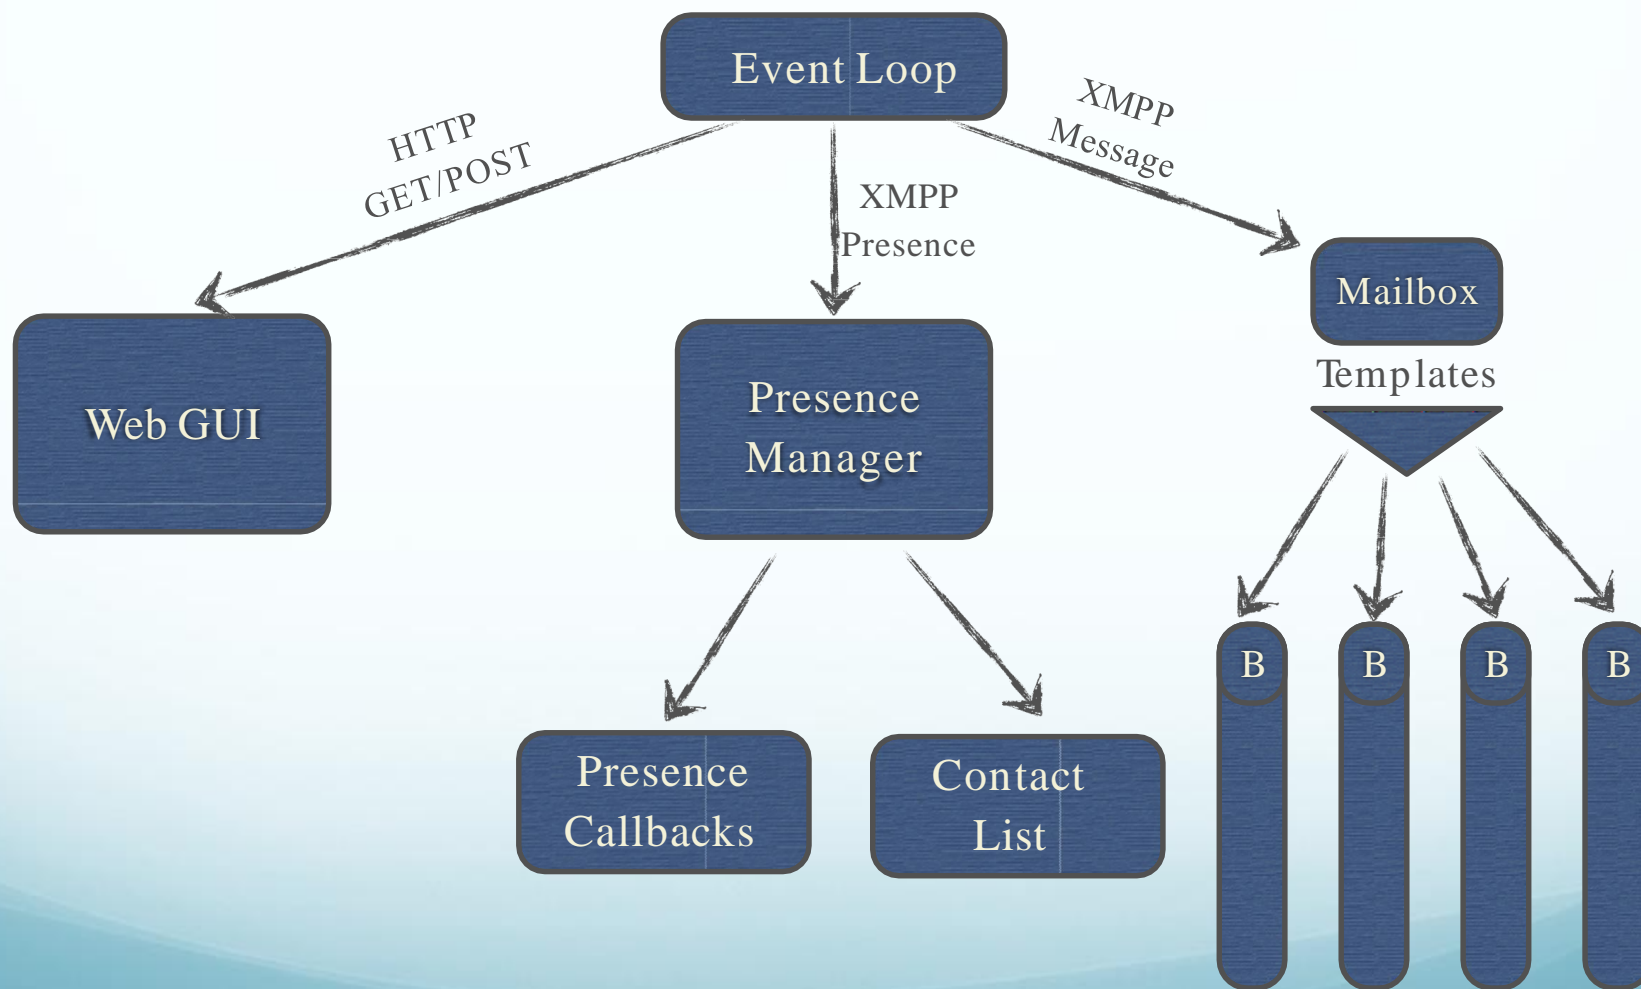 Event Loop
HTTP
GET/POST
XMPP
Presence
XMPP
Message
Web GUI
Presence
Manager
Mailbox
Templates
Presence
Callbacks
Contact
List
B
B
B
B